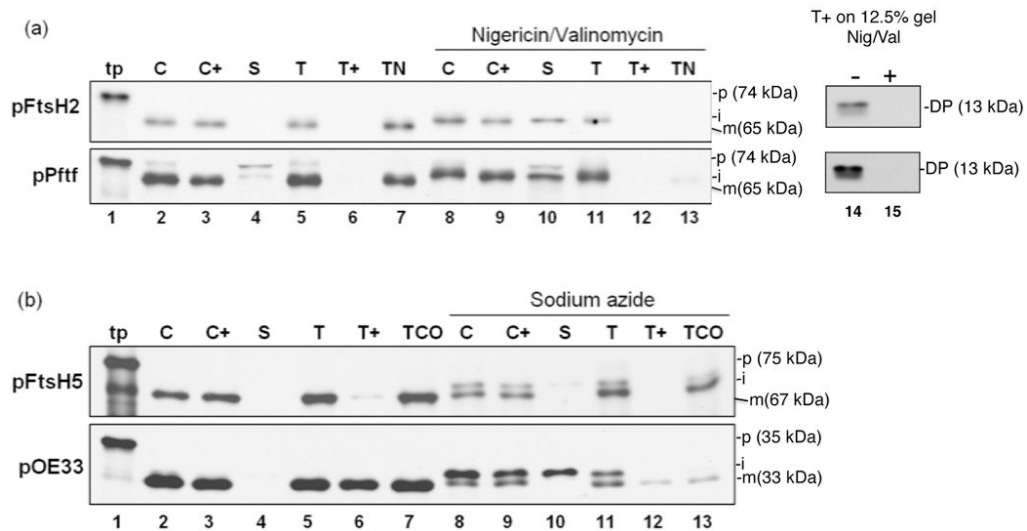 (a)
Nigericin/Valinomycin
T+ on 12.5% gel
Nig/Val
tp C C+ S T T+ TN C C+ S T T+ TN - +
pFtsH2
-p (74 kDa)
-i
m(65 kDa)
-DP (13 kDa)
pPftf
-p (74 kDa)
-i
m(65 kDa)
-DP (13 kDa)
1 2 3 4 5 6 7 8 9 10 11 12 13 14 15
(b)
Sodium azide
tp C C+ S T T+ TCO C C+ S T T+ TCO
pFtsH5
-p (75 kDa)
-i
m(67 kDa)
pOE33
-p (35 kDa)
-i
-m(33 kDa)
1 2 3 4 5 6 7 8 9 10 11 12 13